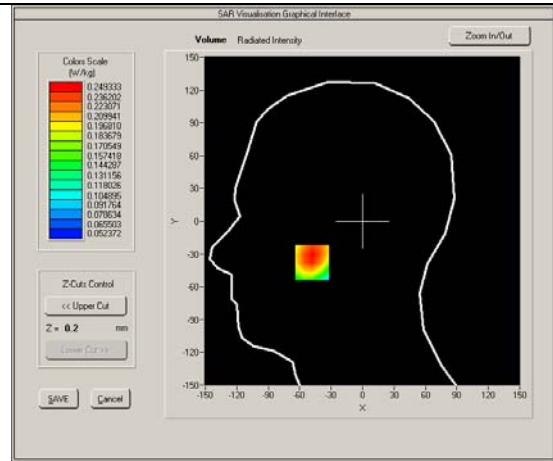 SAR Visualisation Graphical Interface
Volume Radiated Intensity
Zoom In/Out
Colors Scale
(W/kg)
0.249333
0.236202
0.223071
0.209941
0.196810
0.183679
0.170549
0.157418
0.144287
0.131156
0.118026
0.104895
0.091764
0.078634
0.065503
0.052372
Z-Cuts Control
<< Upper Cut
Z = 0.2 mm
Lower Cut >>
SAVE Cancel
150
120
90
60
30
0
-30
-60
-90
-120
-150
Y
-150 -120 -90 -60 -30 0 30 60 90 120 150
X